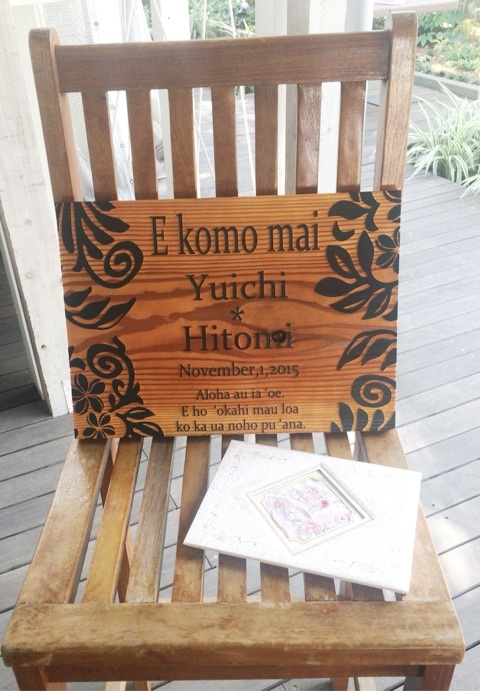 E komo mai
Yuichi
*
Hitomi
November,1,2015
Aloha au ia 'oe.
E ho 'okahi mau loa
ko ka ua noho pu 'ana.